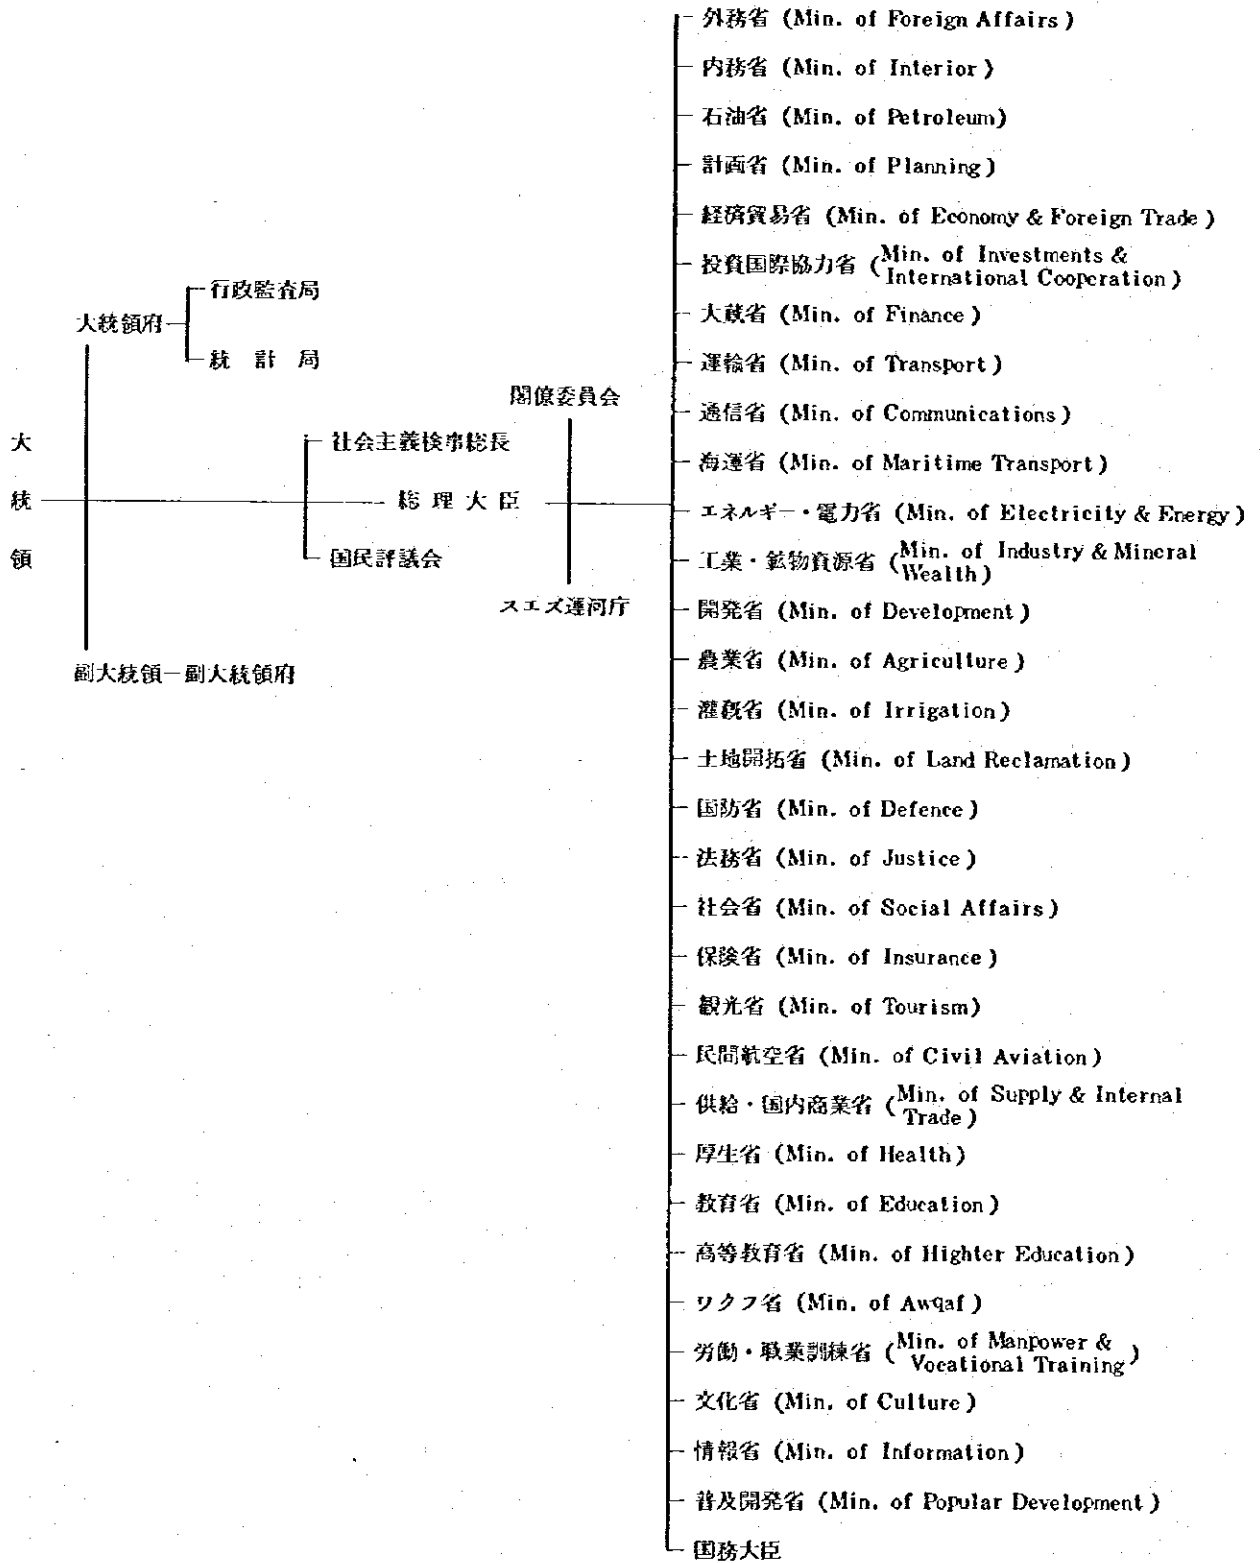 大統領
大統領府
行政監査局
統計局
副大統領－副大統領府
社会主義検事総長
総理大臣
国民評議会
閣僚委員会
スエズ運河庁
外務省 (Min. of Foreign Affairs)
内務省 (Min. of Interior)
石油省 (Min. of Petroleum)
計画省 (Min. of Planning)
経済貿易省 (Min. of Economy & Foreign Trade)
投資国際協力省 (Min. of Investments &
International Cooperation)
大蔵省 (Min. of Finance)
運輸省 (Min. of Transport)
通信省 (Min. of Communications)
海運省 (Min. of Maritime Transport)
エネルギー・電力省 (Min. of Electricity & Energy)
工業・鉱物資源省 (Min. of Industry & Mineral
Wealth)
開発省 (Min. of Development)
農業省 (Min. of Agriculture)
灌漑省 (Min. of Irrigation)
土地開拓省 (Min. of Land Reclamation)
国防省 (Min. of Defence)
法務省 (Min. of Justice)
社会省 (Min. of Social Affairs)
保険省 (Min. of Insurance)
観光省 (Min. of Tourism)
民間航空省 (Min. of Civil Aviation)
供給・国内商業省 (Min. of Supply & Internal
Trade)
厚生省 (Min. of Health)
教育省 (Min. of Education)
高等教育省 (Min. of Highter Education)
ワクフ省 (Min. of Awqaf)
労働・職業訓練省 (Min. of Manpower &
Vocational Training)
文化省 (Min. of Culture)
情報省 (Min. of Information)
普及開発省 (Min. of Popular Development)
国務大臣